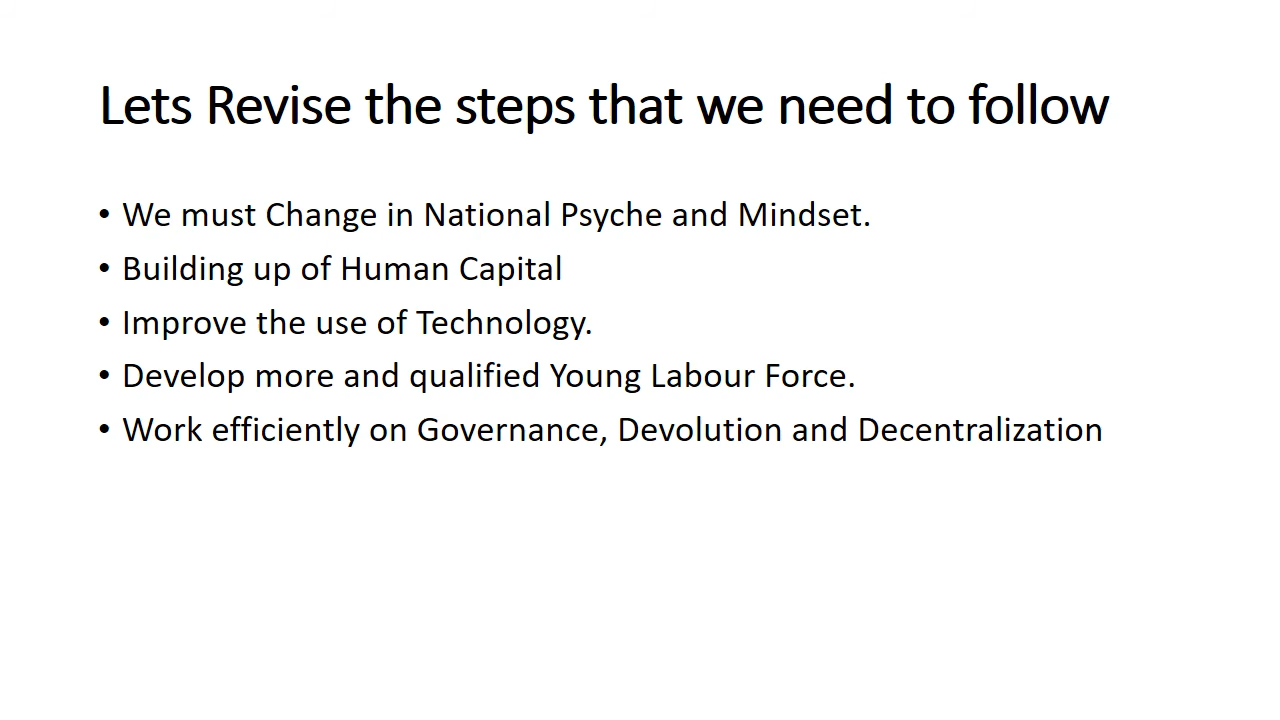 Lets Revise the steps that we need to follow
• We must Change in National Psyche and Mindset.
• Building up of Human Capital
• Improve the use of Technology.
• Develop more and qualified Young Labour Force.
• Work efficiently on Governance, Devolution and Decentralization